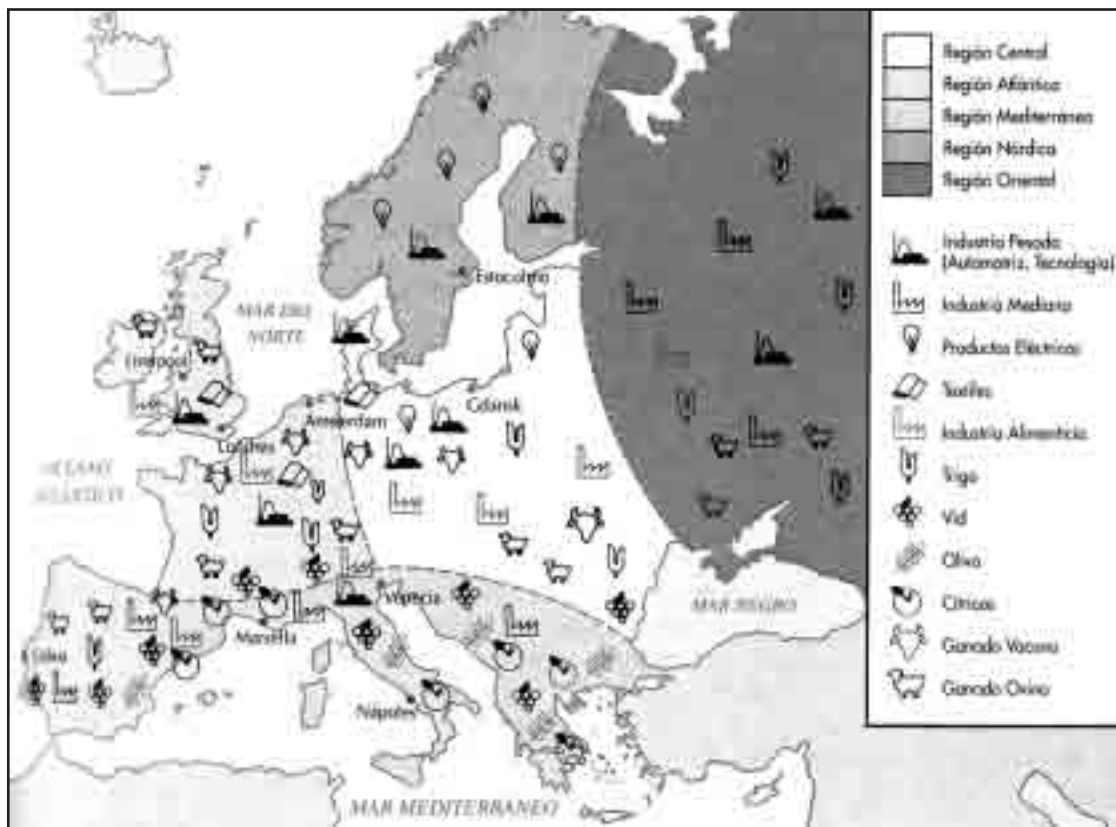 Región Central
Región Atlántica
Región Mediterránea
Región Nórdica
Región Oriental
Industria Pesada
(Automotriz, Tecnología)
Industria Mediana
Productos Eléctricos
Textiles
Industria Alimenticia
Trigo
Vid
Olivo
Cítricos
Ganado Vacuno
Ganado Ovino
Estocolmo
MAR DEL
NORTE
Liverpool
Amsterdam
Gdansk
Londres
OCEANO
ATLANTICO
Venecia
MAR NEGRO
Marsella
Lisboa
Nápoles
MAR MEDITERRANEO